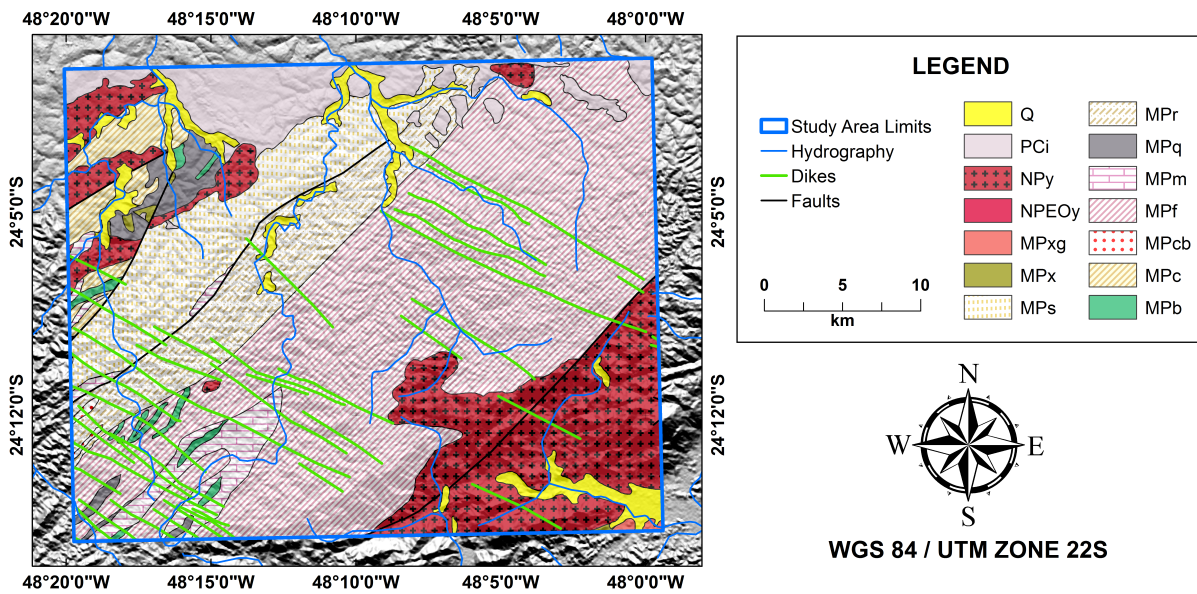 48°20'0"W 48°15'0"W 48°10'0"W 48°5'0"W 48°0'0"W
24°5'0"S 24°5'0"S
24°12'0"S 24°12'0"S
48°20'0"W 48°15'0"W 48°10'0"W 48°5'0"W 48°0'0"W
LEGEND
Study Area Limits
Hydrography
Dikes
Faults
0 5 10
km
Q
PCi
NPy
NPEOy
MPxg
MPx
MPs
MPr
MPq
MPm
MPf
MPcb
MPc
MPb
N
W E
S
WGS 84 / UTM ZONE 22S